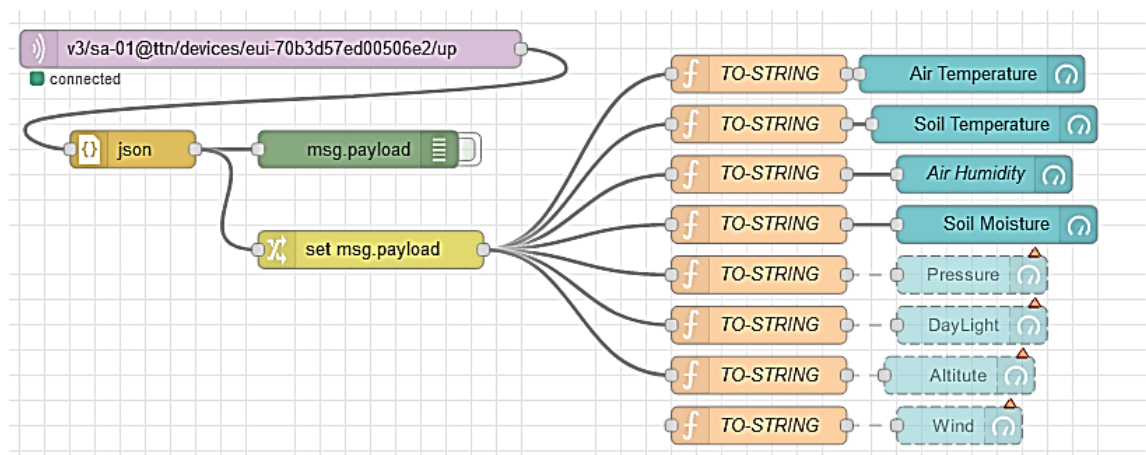 v3/sa-01@ttn/devices/eui-70b3d57ed00506e2/up
connected
json
msg.payload
set msg.payload
TO-STRING Air Temperature
TO-STRING Soil Temperature
TO-STRING Air Humidity
TO-STRING Soil Moisture
TO-STRING Pressure
TO-STRING DayLight
TO-STRING Altitute
TO-STRING Wind